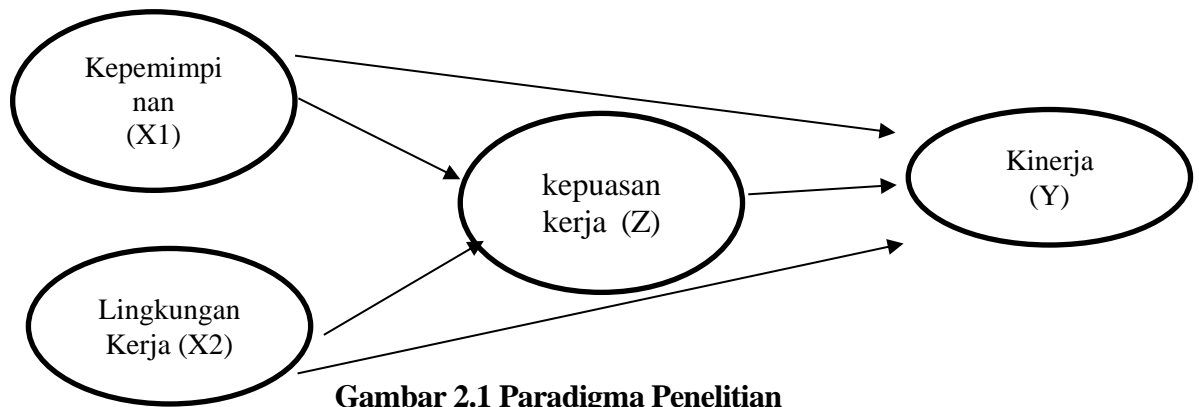 Kepemimpi
nan
(X1)
kepuasan
kerja (Z)
Kinerja
(Y)
Lingkungan
Kerja (X2)
Gambar 2.1 Paradigma Penelitian